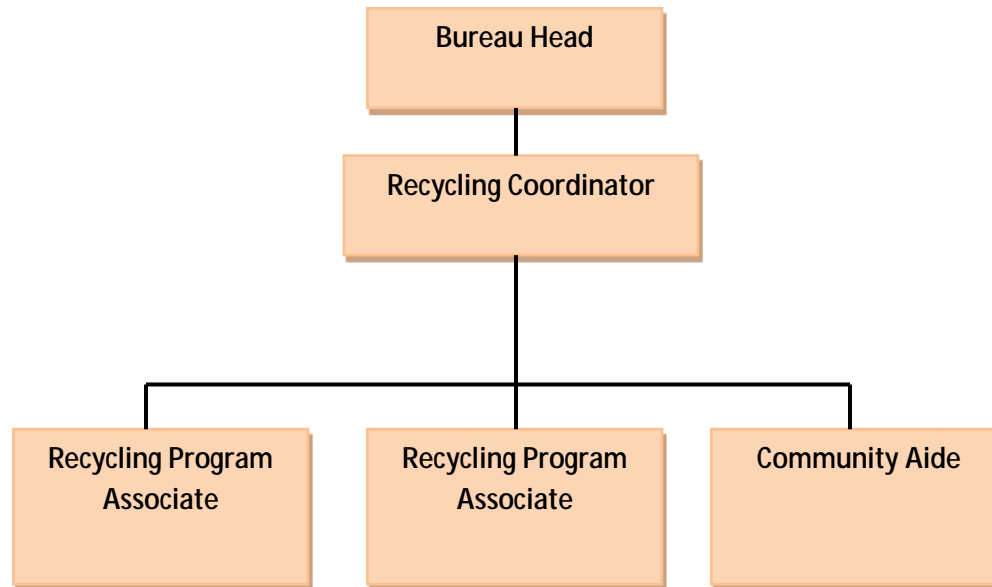 Bureau Head
Recycling Coordinator
Recycling Program
Associate
Recycling Program
Associate
Community Aide